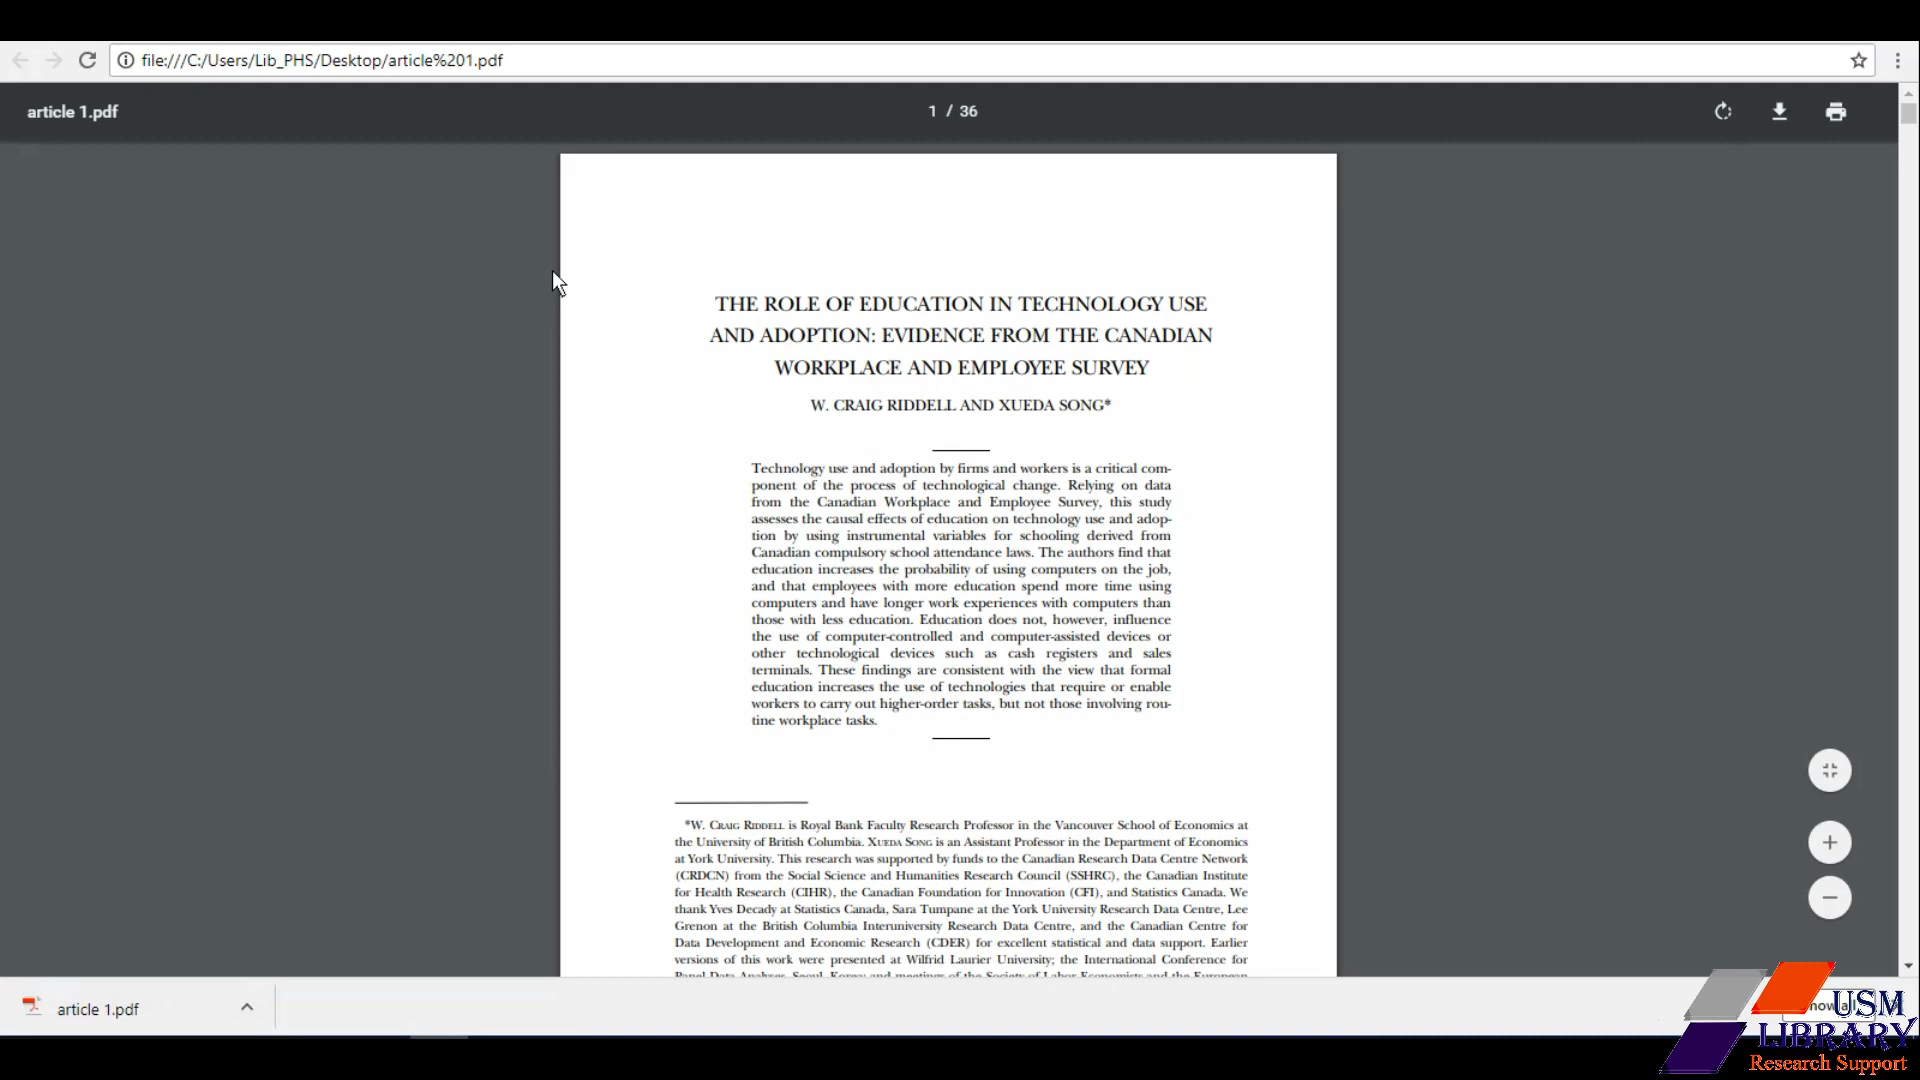 file:///C:/Users/Lib_PHS/Desktop/article%201.pdf
article 1.pdf
1 / 36
THE ROLE OF EDUCATION IN TECHNOLOGY USE
AND ADOPTION: EVIDENCE FROM THE CANADIAN
WORKPLACE AND EMPLOYEE SURVEY
W. CRAIG RIDDELL AND XUEDA SONG*
Technology use and adoption by firms and workers is a critical com-
ponent of the process of technological change. Relying on data
from the Canadian Workplace and Employee Survey, this study
assesses the causal effects of education on technology use and adop-
tion by using instrumental variables for schooling derived from
Canadian compulsory school attendance laws. The authors find that
education increases the probability of using computers on the job,
and that employees with more education spend more time using
computers and have longer work experiences with computers than
those with less education. Education does not, however, influence
the use of computer-controlled and computer-assisted devices or
other technological devices such as cash registers and sales
terminals. These findings are consistent with the view that formal
education increases the use of technologies that require or enable
workers to carry out higher-order tasks, but not those involving rou-
tine workplace tasks.
*W. CRAIG RIDDELL is Royal Bank Faculty Research Professor in the Vancouver School of Economics at
the University of British Columbia. XUEDA SONG is an Assistant Professor in the Department of Economics
at York University. This research was supported by funds to the Canadian Research Data Centre Network
(CRDCN) from the Social Science and Humanities Research Council (SSHRC), the Canadian Institute
for Health Research (CIHR), the Canadian Foundation for Innovation (CFI), and Statistics Canada. We
thank Yves Decady at Statistics Canada, Sara Tumpane at the York University Research Data Centre, Lee
Grenon at the British Columbia Interuniversity Research Data Centre, and the Canadian Centre for
Data Development and Economic Research (CDER) for excellent statistical and data support. Earlier
versions of this work were presented at Wilfrid Laurier University; the International Conference for
Panel Data Analyses, Seoul, Korea; and meetings of the Society of Labor Economists and the European
article 1.pdf
USM
LIBRARY
Research Support